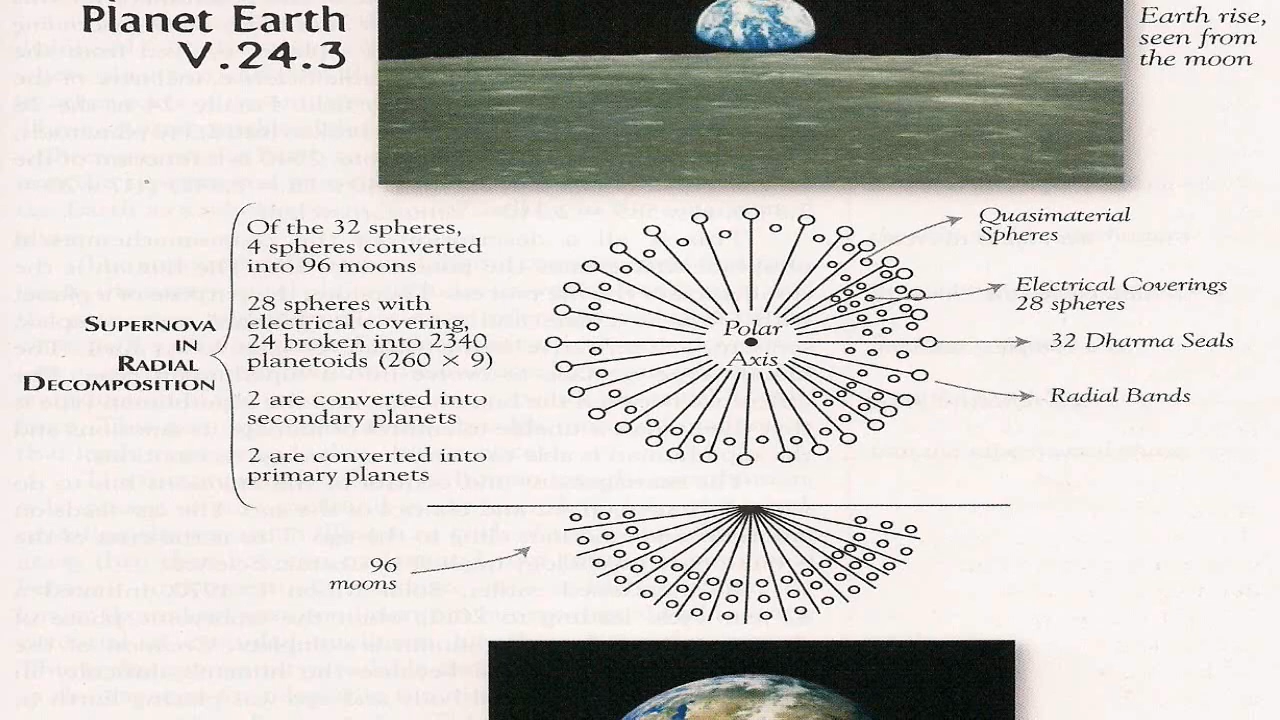 Planet Earth
V.24.3
Earth rise,
seen from
the moon
Of the 32 spheres,
4 spheres converted
into 96 moons
28 spheres with
electrical covering,
24 broken into 2340
planetoids (260 × 9)
2 are converted into
secondary planets
2 are converted into
primary planets
SUPERNOVA
IN
RADIAL
DECOMPOSITION
Polar
Axis
Quasimaterial
Spheres
Electrical Coverings
28 spheres
32 Dharma Seals
Radial Bands
96
moons